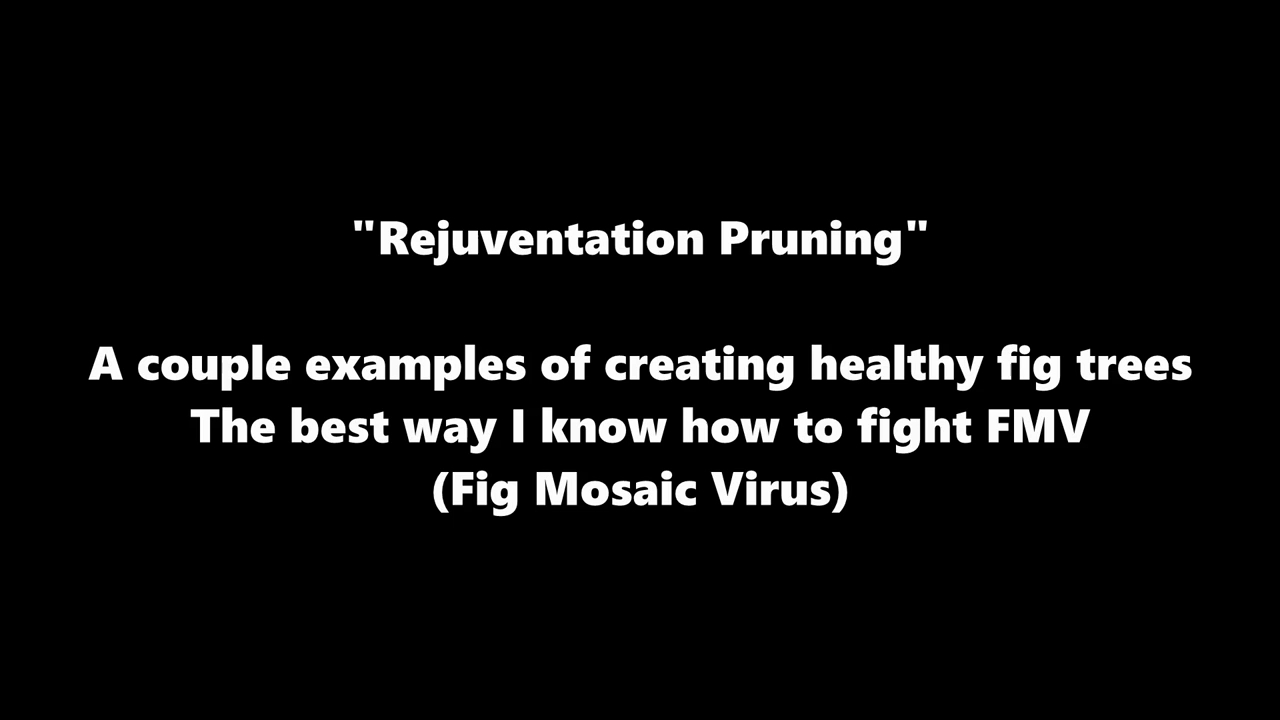 "Rejuventation Pruning"
A couple examples of creating healthy fig trees
The best way I know how to fight FMV
(Fig Mosaic Virus)